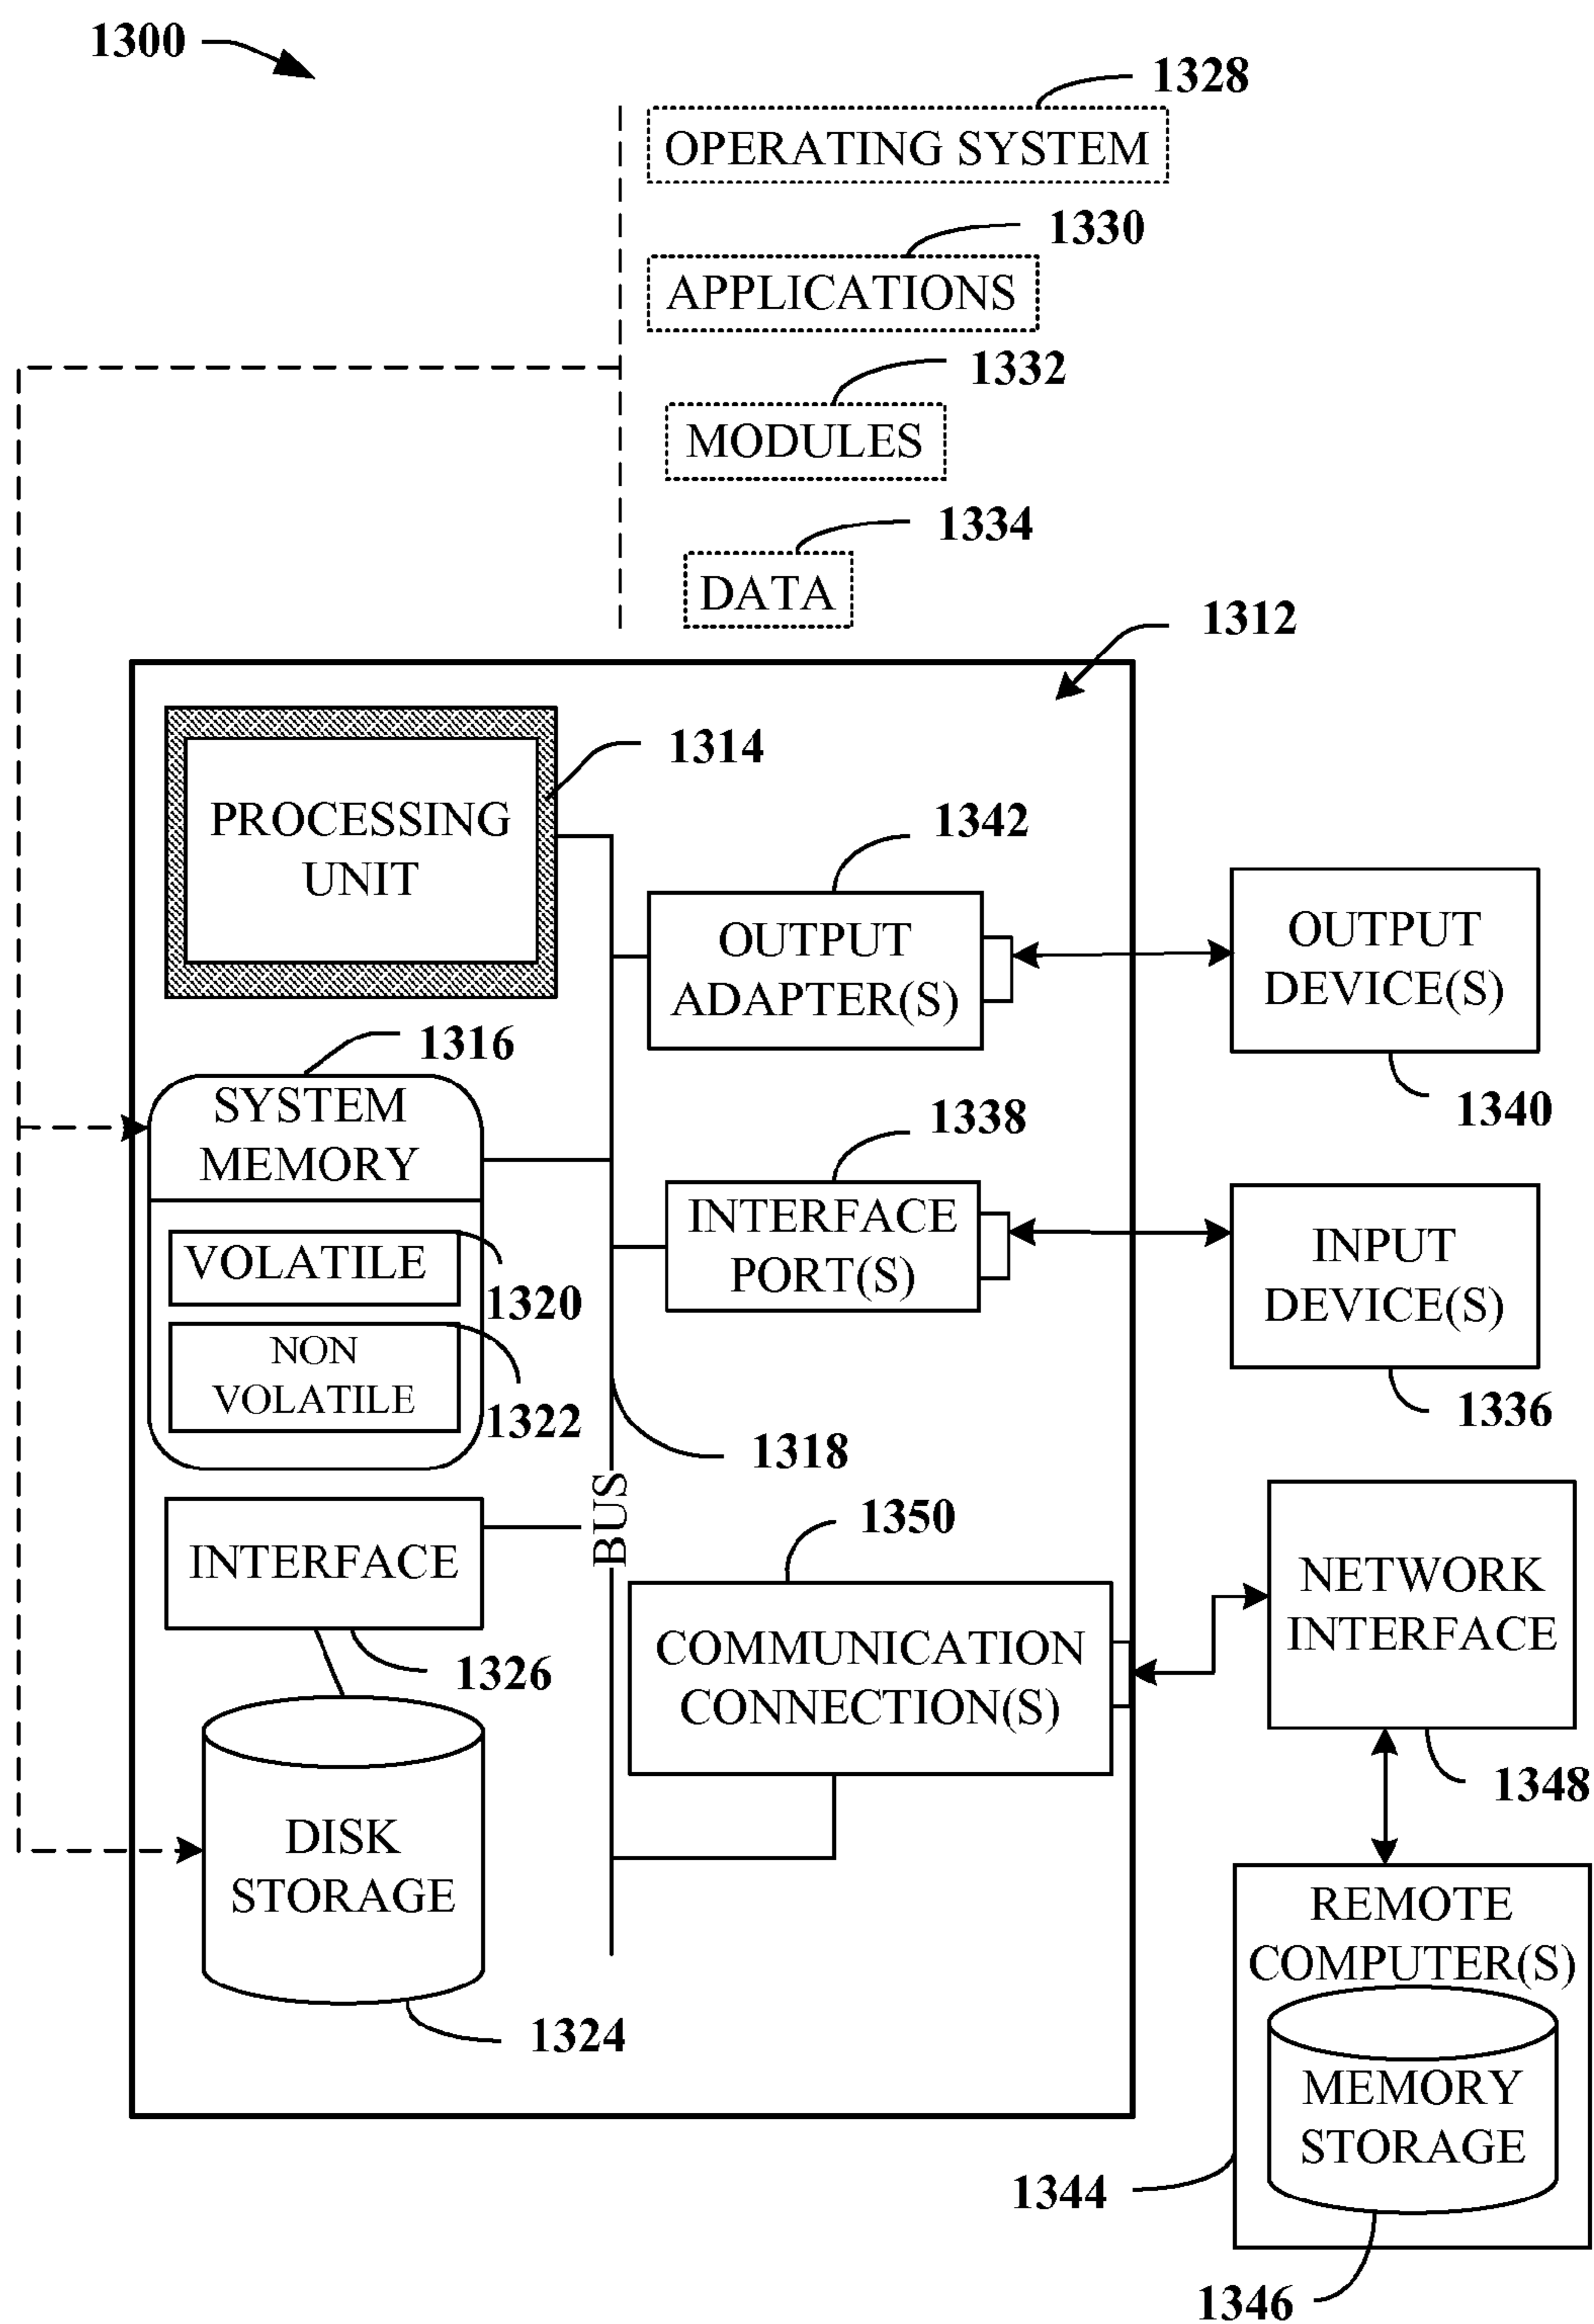 1300
1328
OPERATING SYSTEM
1330
APPLICATIONS
1332
MODULES
1334
DATA
1312
1314
PROCESSING
UNIT
1342
OUTPUT
ADAPTER(S)
OUTPUT
DEVICE(S)
1340
1316
SYSTEM
MEMORY
VOLATILE
1320
NON
VOLATILE
1322
1338
INTERFACE
PORT(S)
INPUT
DEVICE(S)
1336
1318
BUS
INTERFACE
1326
1350
COMMUNICATION
CONNECTION(S)
NETWORK
INTERFACE
1348
DISK
STORAGE
1324
REMOTE
COMPUTER(S)
MEMORY
STORAGE
1344
1346